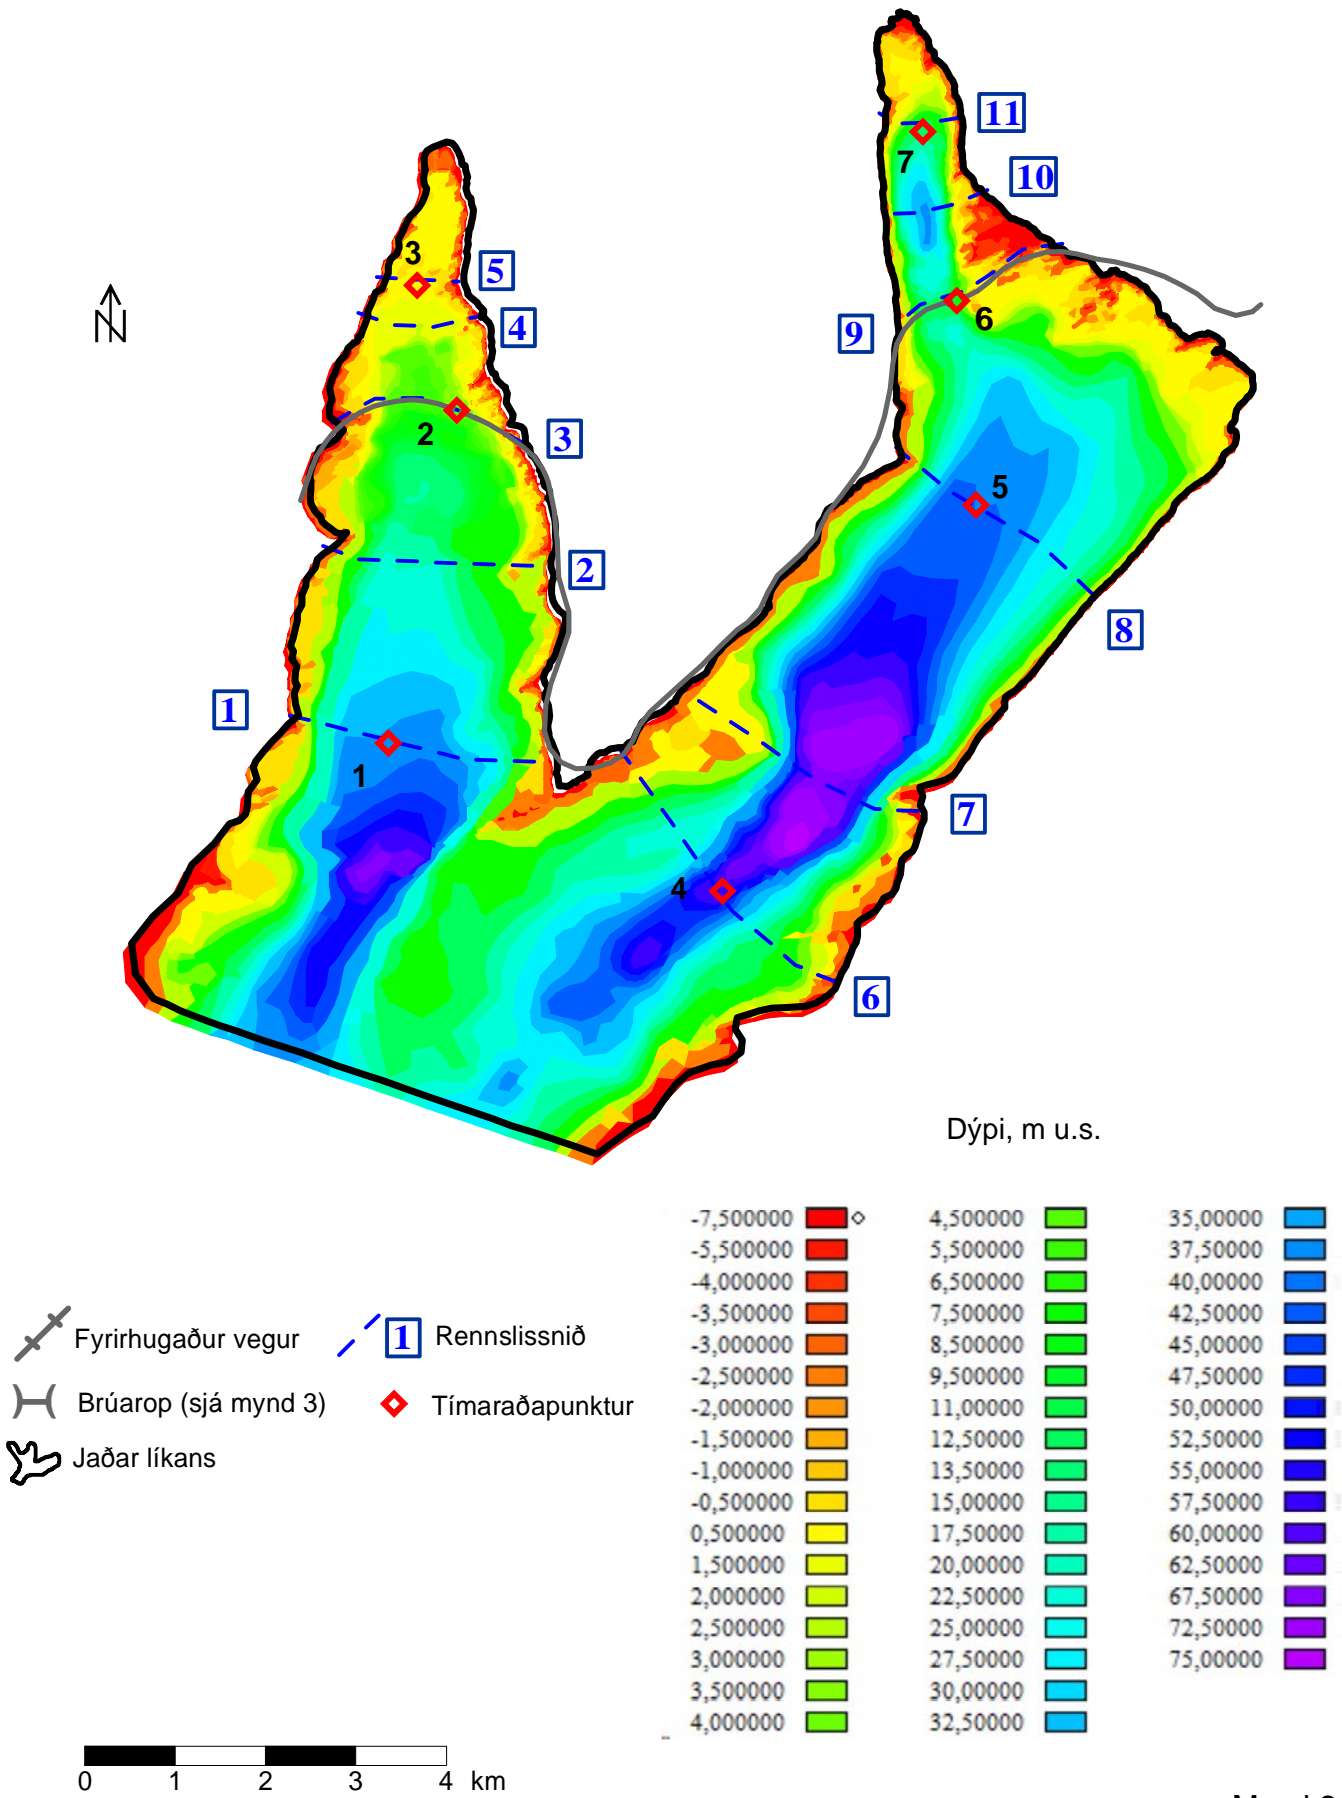 11
7
10
3
5
N
4
6
9
2
3
5
2
8
1
1
7
4
6
Dýpi, m u.s.
-7,500000 4,500000 35,00000
-5,500000 5,500000 37,50000
-4,000000 6,500000 40,00000
-3,500000 7,500000 42,50000
-3,000000 8,500000 45,00000
-2,500000 9,500000 47,50000
-2,000000 11,00000 50,00000
-1,500000 12,50000 52,50000
-1,000000 13,50000 55,00000
-0,500000 15,00000 57,50000
0,500000 17,50000 60,00000
1,500000 20,00000 62,50000
2,000000 22,50000 67,50000
2,500000 25,00000 72,50000
3,000000 27,50000 75,00000
3,500000 30,00000
4,000000 32,50000
Fyrirhugaður vegur
1 Rennslissnið
Brúarop (sjá mynd 3)
Tímaraðapunktur
Jaðar líkans
0 1 2 3 4 km